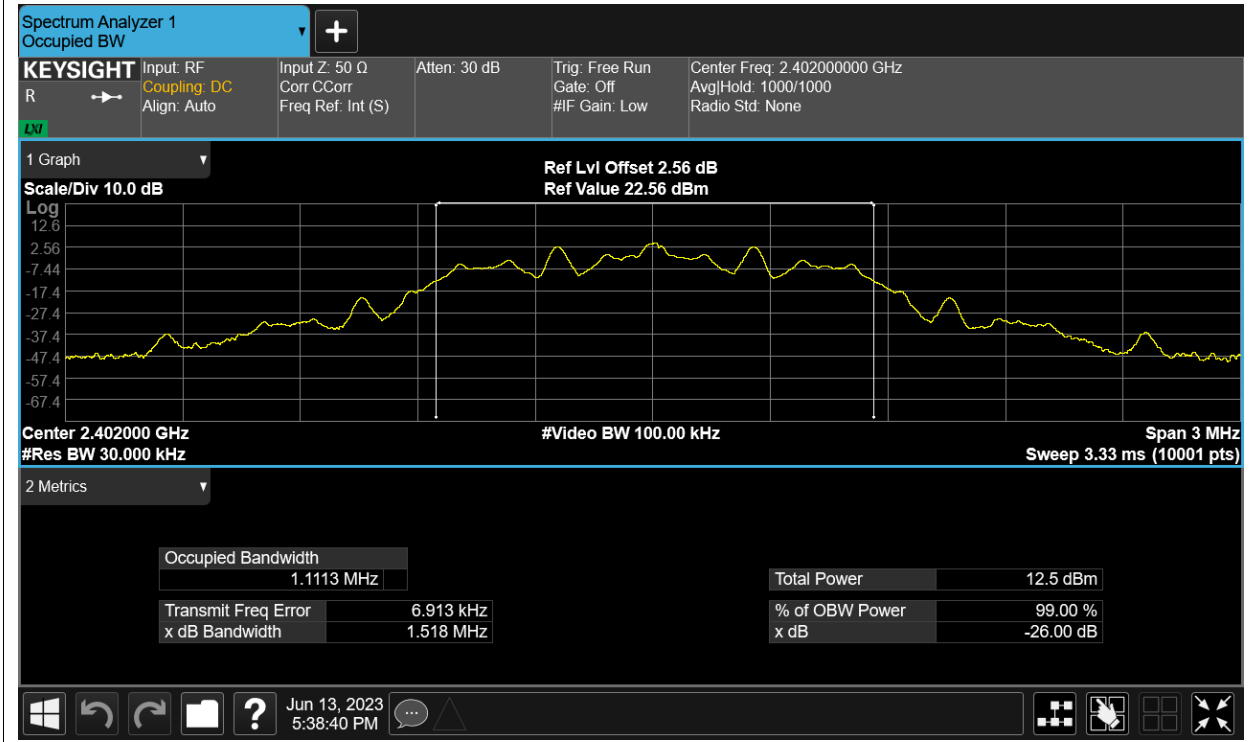 Spectrum Analyzer 1
Occupied BW
KEYSIGHT
R
LXI
Input: RF
Coupling: DC
Align: Auto
Input Z: 50 Ω
Corr CCorr
Freq Ref: Int (S)
Atten: 30 dB
Trig: Free Run
Gate: Off
#IF Gain: Low
Center Freq: 2.402000000 GHz
Avg|Hold: 1000/1000
Radio Std: None
1 Graph
Scale/Div 10.0 dB
Ref Lvl Offset 2.56 dB
Ref Value 22.56 dBm
Log
12.6
2.56
-7.44
-17.4
-27.4
-37.4
-47.4
-57.4
-67.4
Center 2.402000 GHz
#Video BW 100.00 kHz
Span 3 MHz
#Res BW 30.000 kHz
Sweep 3.33 ms (10001 pts)
2 Metrics
Occupied Bandwidth
1.1113 MHz
Total Power 12.5 dBm
Transmit Freq Error 6.913 kHz
% of OBW Power 99.00 %
x dB Bandwidth 1.518 MHz
x dB -26.00 dB
?
Jun 13, 2023
5:38:40 PM